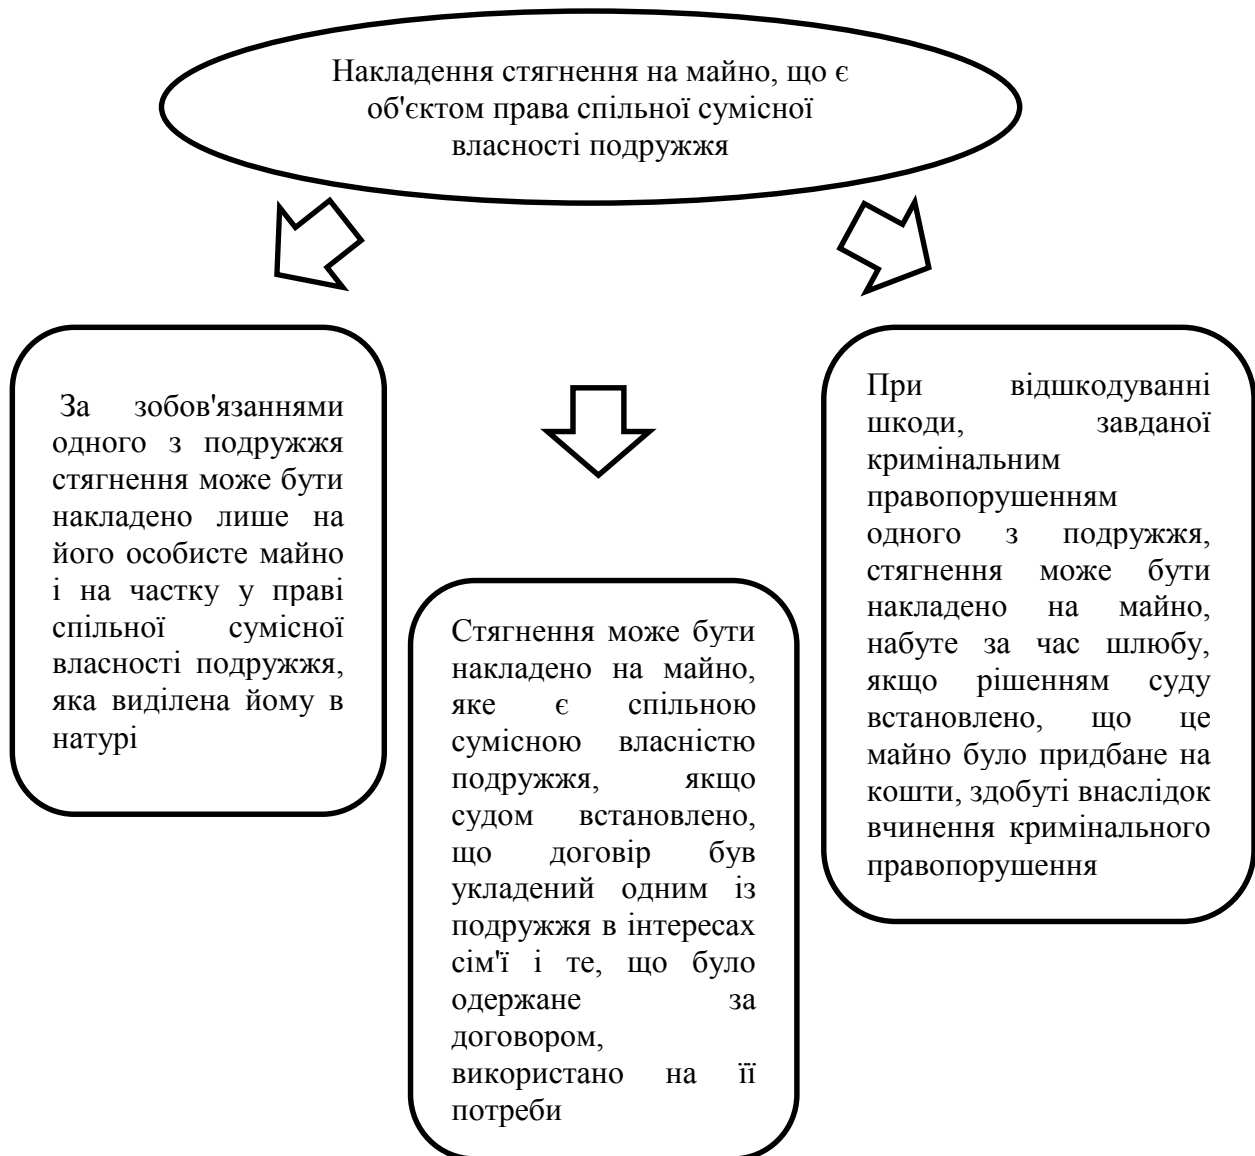 Накладення стягнення на майно, що є
об'єктом права спільної сумісної
власності подружжя
За зобов'язаннями
одного з подружжя
стягнення може бути
накладено лише на
його особисте майно
і на частку у праві
спільної сумісної
власності подружжя,
яка виділена йому в
натурі
Стягнення може бути
накладено на майно,
яке є спільною
сумісною власністю
подружжя, якщо
судом встановлено,
що договір був
укладений одним із
подружжя в інтересах
сім'ї і те, що було
одержане за
договором,
використано на її
потреби
При відшкодуванні
шкоди, завданої
кримінальним
правопорушенням
одного з подружжя,
стягнення може бути
накладено на майно,
набуте за час шлюбу,
якщо рішенням суду
встановлено, що це
майно було придбане на
кошти, здобуті внаслідок
вчинення кримінального
правопорушення